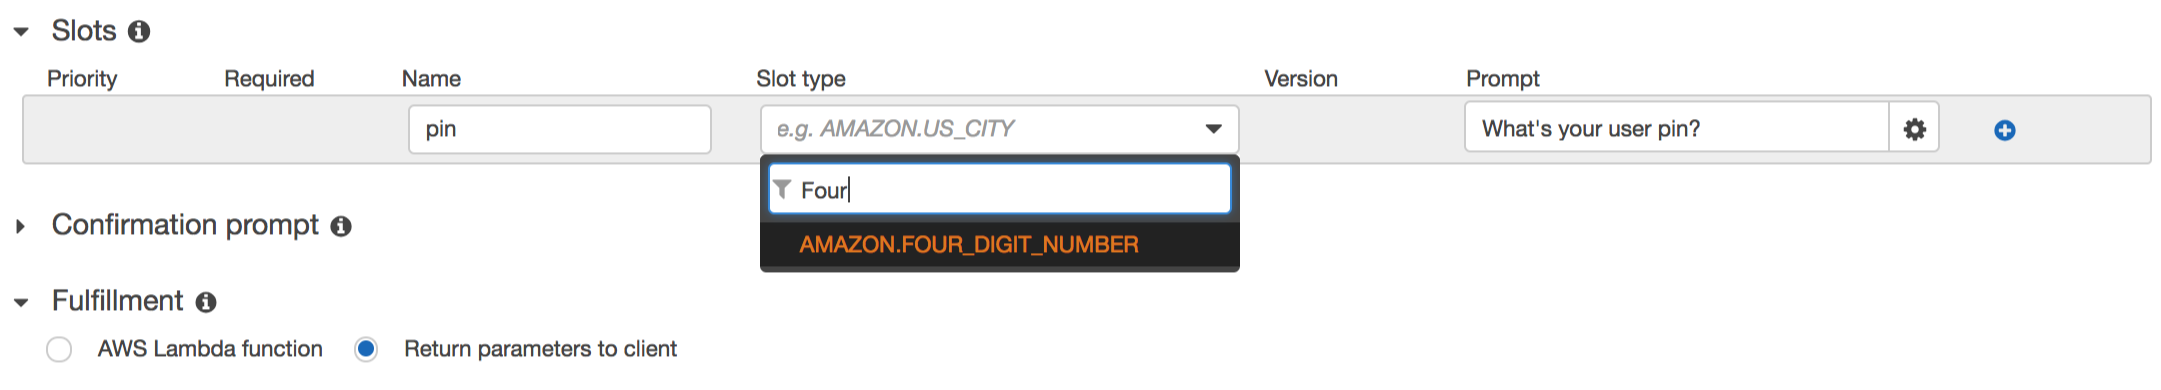 Slots
Priority Required Name Slot type Version Prompt
pin e.g. AMAZON.US_CITY What's your user pin?
Four
AMAZON.FOUR_DIGIT_NUMBER
Confirmation prompt
Fulfillment
AWS Lambda function Return parameters to client